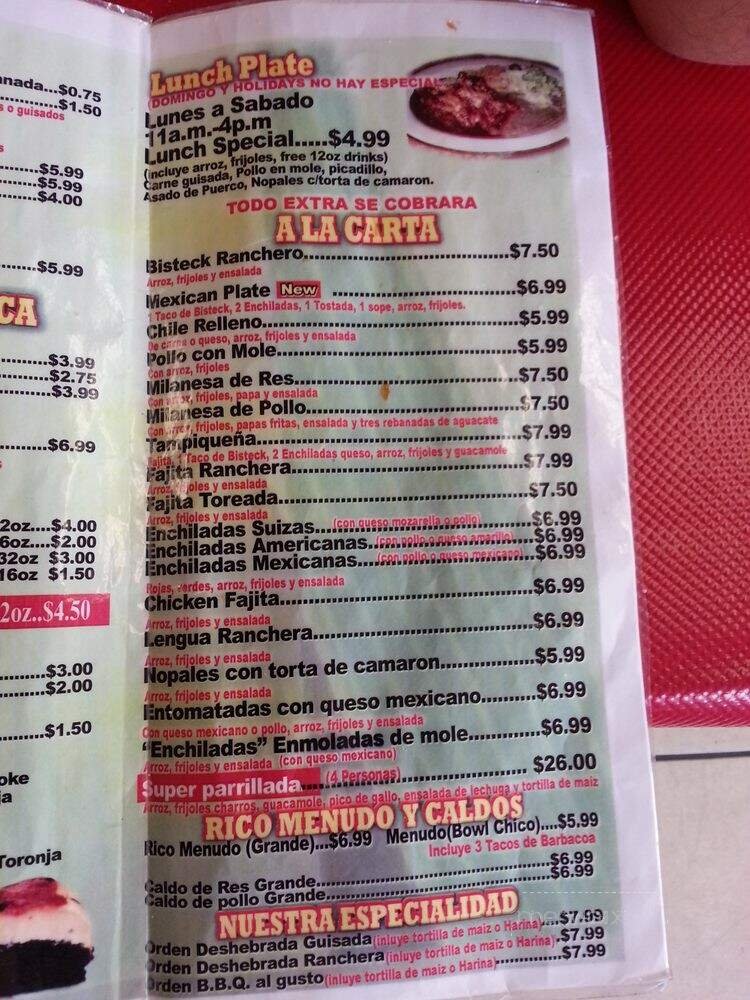 nada...$0.75
$1.50
s o guisados
$5.99
$5.99
$4.00
$5.99
CA
$3.99
$2.75
$3.99
$6.99
2oz....$4.00
6oz....$2.00
32oz $3.00
16oz $1.50
2oz..$4.50
$3.00
$2.00
$1.50
oke
ja
Toronja
Lunch Plate
(DOMINGO Y HOLIDAYS NO HAY ESPECIAL
Lunes a Sabado
11a.m.-4p.m
Lunch Special.....$4.99
(incluye arroz, frijoles, free 12oz drinks)
Carne guisada, Pollo en mole, picadillo,
Asado de Puerco, Nopales c/torta de camaron.
TODO EXTRA SE COBRARA
A LA CARTA
Bisteck Ranchero...$7.50
Arroz, frijoles y ensalada
Mexican Plate New ...$6.99
1 Taco de Bisteck, 2 Enchiladas, 1 Tostada, 1 sope, arroz, frijoles.
Chile Relleno...$5.99
De carne o queso, arroz, frijoles y ensalada
Pollo con Mole...$5.99
Con arroz, frijoles
Milanesa de Res...$7.50
Con arroz, frijoles, papa y ensalada
Milanesa de Pollo...$7.50
Con arroz, frijoles, papas fritas, ensalada y tres rebanadas de aguacate
Tampiqueña...$7.99
Fajita, 1 Taco de Bisteck, 2 Enchiladas queso, arroz, frijoles y guacamole
Fajita Ranchera...$7.99
Arroz, frijoles y ensalada
Fajita Toreada...$7.50
Arroz, frijoles y ensalada
Enchiladas Suizas...(con queso mozarella o pollo)...$6.99
Enchiladas Americanas...(con pollo o queso amarillo)...$6.99
Enchiladas Mexicanas...(con pollo o queso mexicano)...$6.99
Rojas, verdes, arroz, frijoles y ensalada
Chicken Fajita...$6.99
Arroz, frijoles y ensalada
Lengua Ranchera...$6.99
Arroz, frijoles y ensalada
Nopales con torta de camaron...$5.99
Arroz, frijoles y ensalada
Entomatadas con queso mexicano...$6.99
Con queso mexicano o pollo, arroz, frijoles y ensalada
“Enchiladas” Enmoladas de mole...$6.99
Arroz, frijoles y ensalada (con queso mexicano)
Super parrillada...(4 Personas)...$26.00
Arroz, frijoles charros, guacamole, pico de gallo, ensalada de lechuga y tortilla de maiz
RICO MENUDO Y CALDOS
Rico Menudo (Grande)...$6.99 Menudo(Bowl Chico)....$5.99
Incluye 3 Tacos de Barbacoa
Caldo de Res Grande...$6.99
Caldo de pollo Grande...$6.99
NUESTRA ESPECIALIDAD
Orden Deshebrada Guisada(inluye tortilla de maiz o Harina)....$7.99
Orden Deshebrada Ranchera(inluye tortilla de maiz o Harina).$7.99
Orden B.B.Q. al gusto(inluye tortilla de maiz o Harina)...$7.99